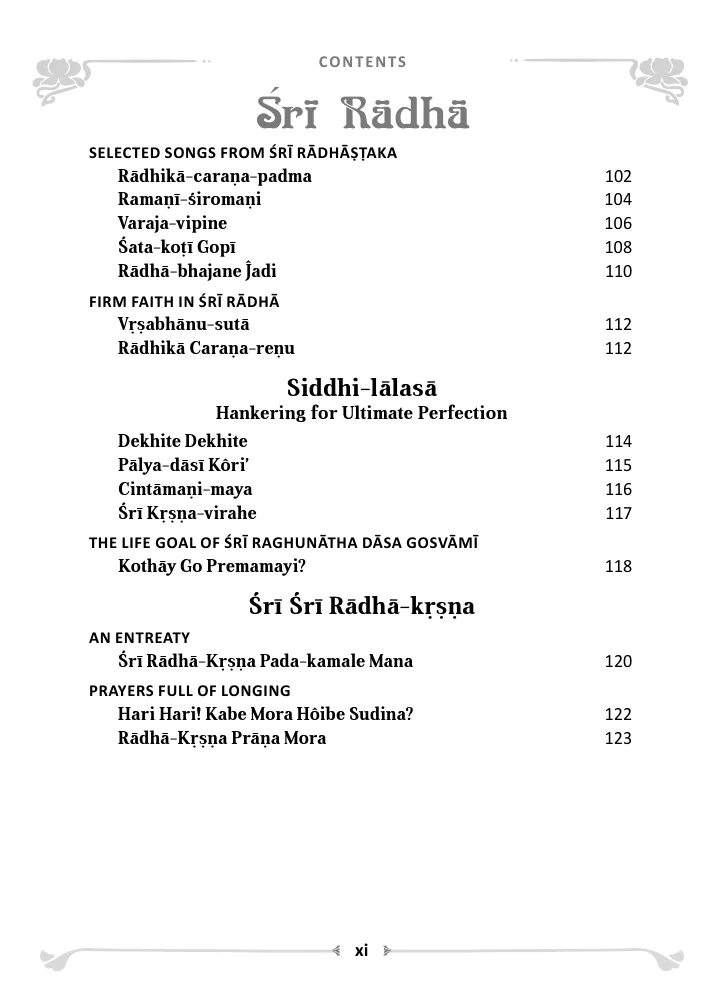 CONTENTS
Śrī Rādhā
SELECTED SONGS FROM ŚRĪ RĀDHĀṢṬAKA
Rādhikā-caraṇa-padma 102
Ramaṇī-śiromaṇi 104
Varaja-vipine 106
Śata-koṭī Gopī 108
Rādhā-bhajane Ĵadi 110
FIRM FAITH IN ŚRĪ RĀDHĀ
Vṛṣabhānu-sutā 112
Rādhikā Caraṇa-reṇu 112
Siddhi-lālasā
Hankering for Ultimate Perfection
Dekhite Dekhite 114
Pālya-dāsī Kôri’ 115
Cintāmaṇi-maya 116
Śrī Kṛṣṇa-virahe 117
THE LIFE GOAL OF ŚRĪ RAGHUNĀTHA DĀSA GOSVĀMĪ
Kothāy Go Premamayi? 118
Śrī Śrī Rādhā-kṛṣṇa
AN ENTREATY
Śrī Rādhā-Kṛṣṇa Pada-kamale Mana 120
PRAYERS FULL OF LONGING
Hari Hari! Kabe Mora Hôibe Sudina? 122
Rādhā-Kṛṣṇa Prāṇa Mora 123
xi